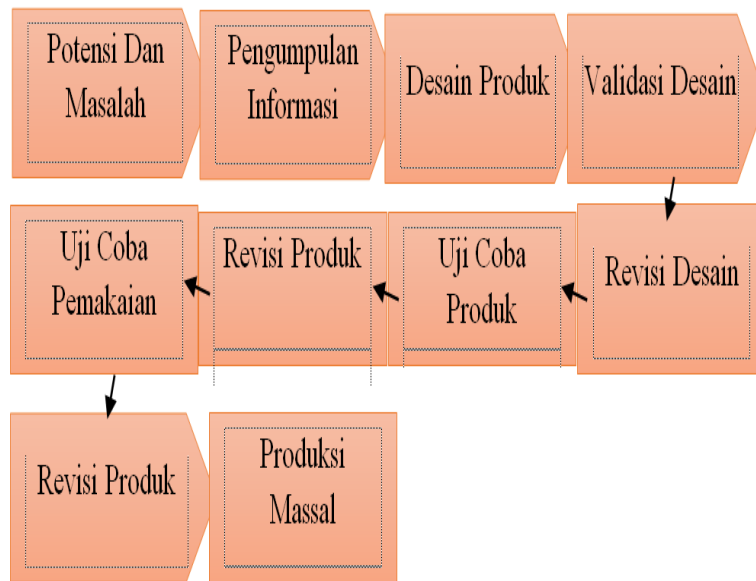 Potensi Dan
Masalah
Pengumpulan
Informasi
Desain Produk
Validasi Desain
Revisi Desain
Uji Coba
Produk
Revisi Produk
Uji Coba
Pemakaian
Revisi Produk
Produksi
Massal